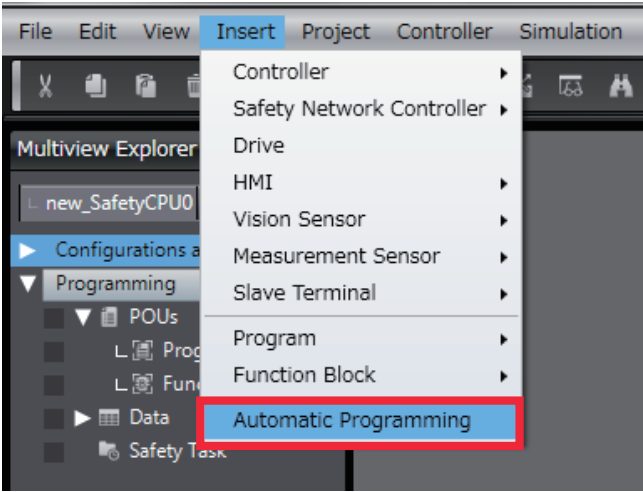 File Edit View Insert Project Controller Simulation
Controller
Safety Network Controller
Multiview Explorer
Drive
HMI
new_SafetyCPU0
Vision Sensor
Configurations a
Measurement Sensor
Programming
Slave Terminal
POUs
Program
Prog
Function Block
Func
Data
Automatic Programming
Safety Task